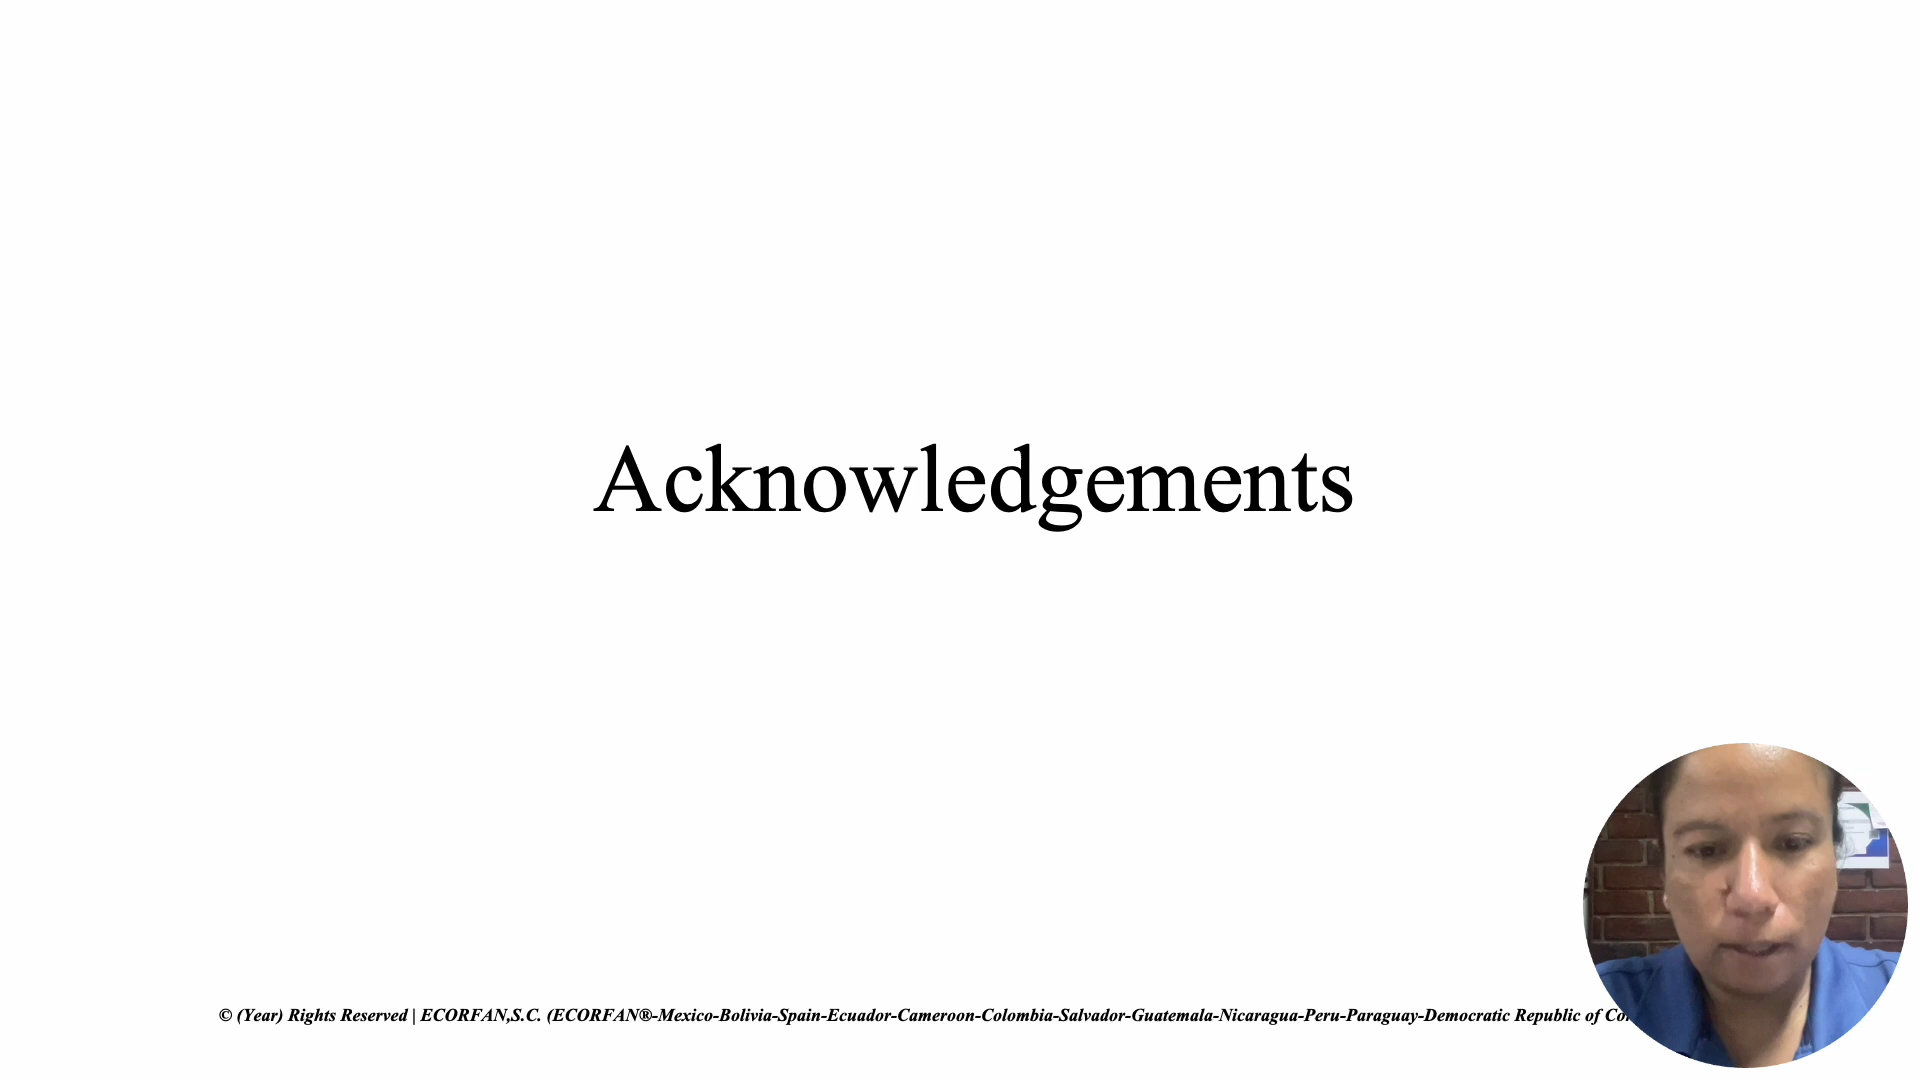 Acknowledgements
© (Year) Rights Reserved | ECORFAN,S.C. (ECORFAN®-Mexico-Bolivia-Spain-Ecuador-Cameroon-Colombia-Salvador-Guatemala-Nicaragua-Peru-Paraguay-Democratic Republic of